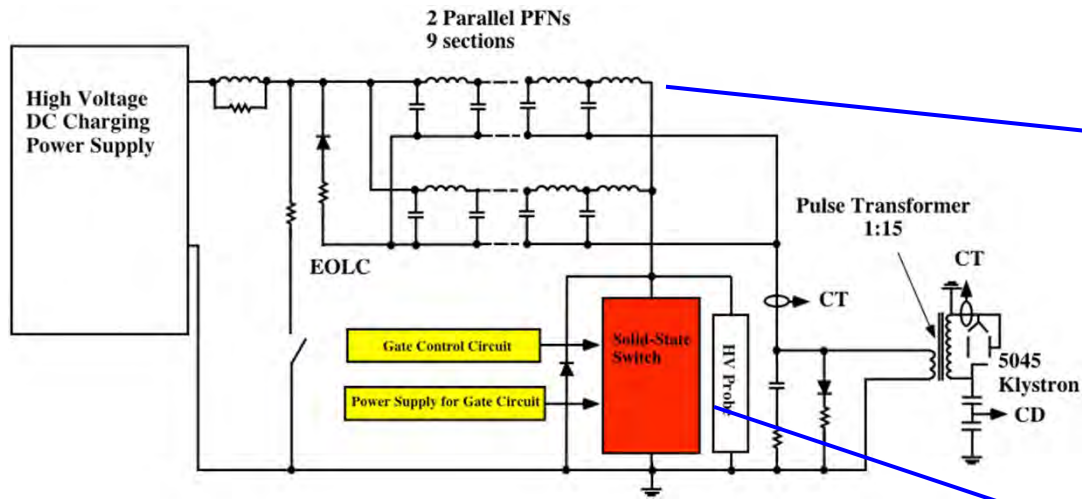 2 Parallel PFNs
9 sections
High Voltage
DC Charging
Power Supply
EOLC
Pulse Transformer
1:15
CT
CT
Gate Control Circuit
Solid-State
Switch
HV Probe
5045
Klystron
Power Supply for Gate Circuit
CD